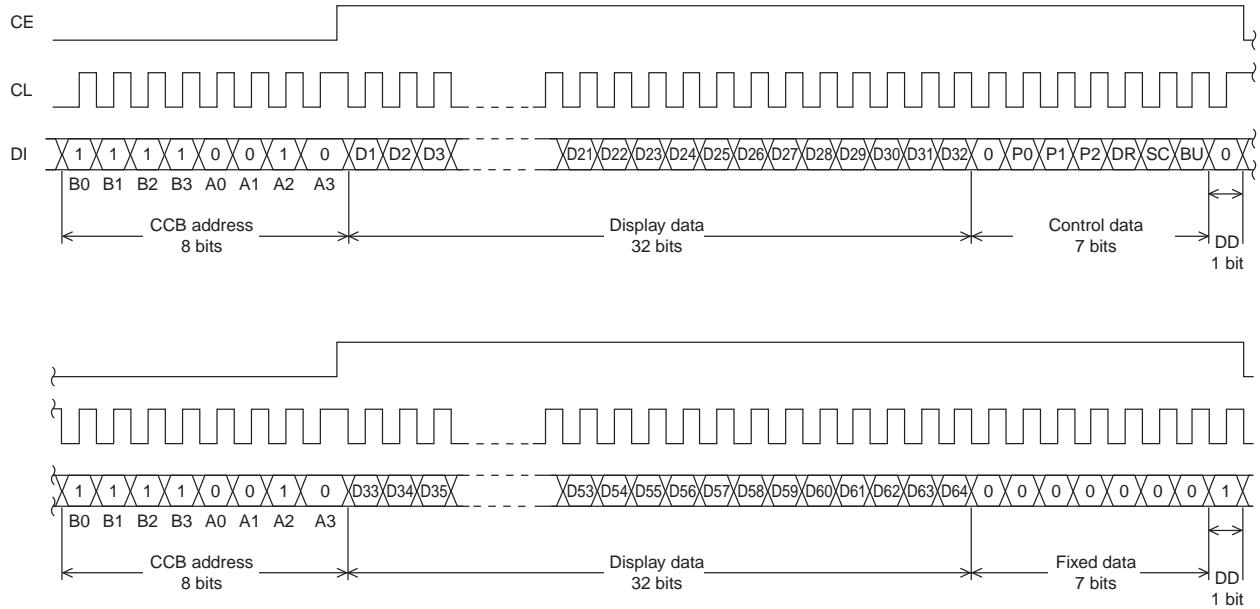 CE
CL
DI 1 1 1 1 0 0 1 0 D1 D2 D3 D21 D22 D23 D24 D25 D26 D27 D28 D29 D30 D31 D32 0 P0 P1 P2 DR SC BU 0
B0 B1 B2 B3 A0 A1 A2 A3
CCB address Display data Control data DD
8 bits 32 bits 7 bits 1 bit
1 1 1 1 0 0 1 0 D33 D34 D35 D53 D54 D55 D56 D57 D58 D59 D60 D61 D62 D63 D64 0 0 0 0 0 0 0 1
B0 B1 B2 B3 A0 A1 A2 A3
CCB address Display data Fixed data DD
8 bits 32 bits 7 bits 1 bit